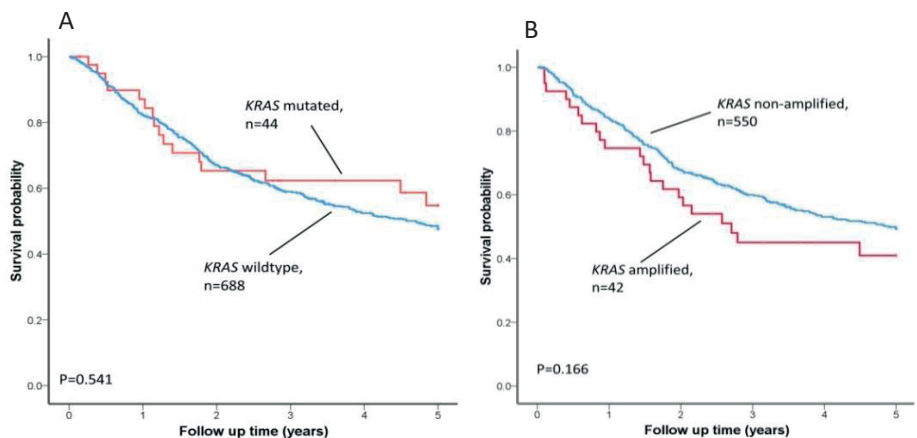 A
Survival probability
1.0
0.8
0.6
0.4
0.2
0.0
KRAS mutated,
n=44
KRAS wildtype,
n=688
P=0.541
0 1 2 3 4 5
Follow up time (years)
B
Survival probability
1.0
0.8
0.6
0.4
0.2
0.0
KRAS non-amplified,
n=550
KRAS amplified,
n=42
P=0.166
0 1 2 3 4 5
Follow up time (years)